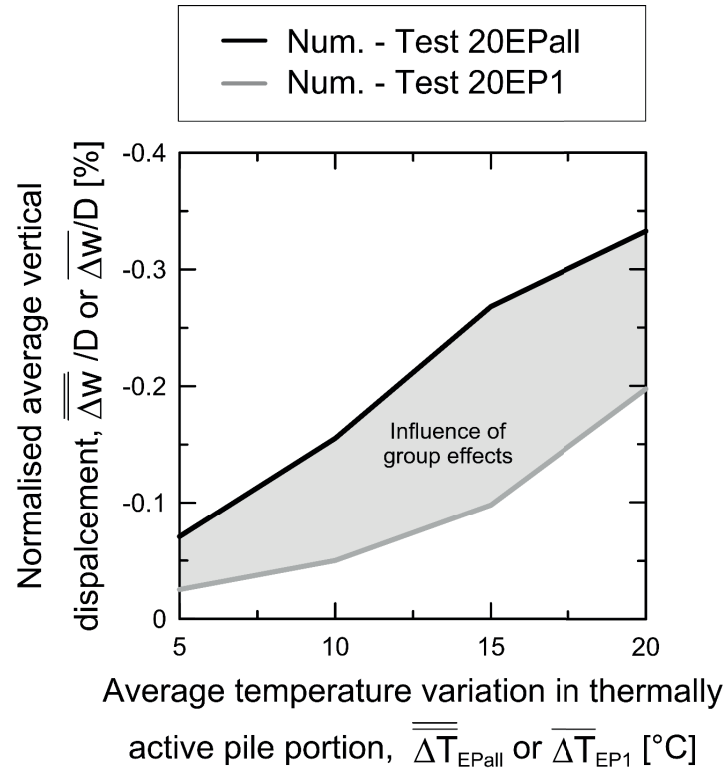 Num. - Test 20EPall
Num. - Test 20EP1
Normalised average vertical
dispalcement, Δw /D or Δw/D [%]
-0.4
-0.3
-0.2
-0.1
0
Influence of
group effects
5 10 15 20
Average temperature variation in thermally
active pile portion, ΔT_EPall or ΔT_EP1 [°C]